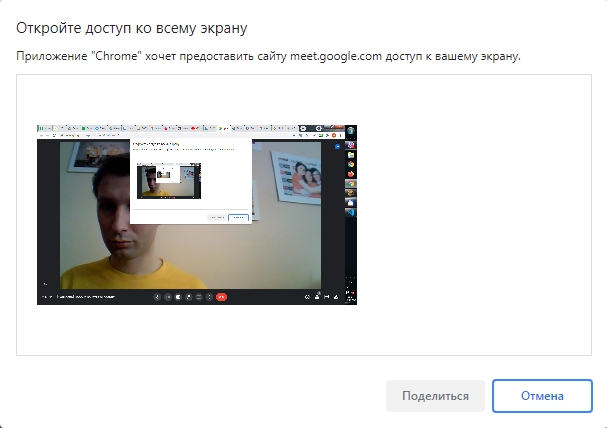 Откройте доступ ко всему экрану
Приложение "Chrome" хочет предоставить сайту meet.google.com доступ к вашему экрану.
Поделиться
Отмена